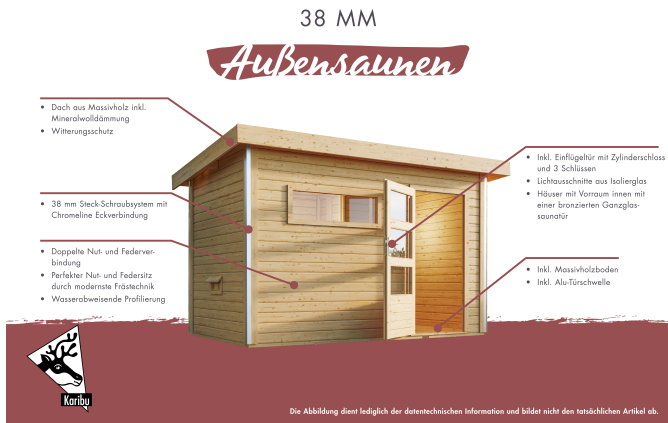 38 MM
Außensaunen
• Dach aus Massivholz inkl.
Mineralwolldämmung
• Witterungsschutz
• 38 mm Steck-Schraubsystem mit
Chromeline Eckverbindung
• Doppelte Nut- und Federver-
bindung
• Perfekter Nut- und Federsitz
durch modernste Frästechnik
• Wasserabweisende Profilierung
• Inkl. Einflügeltür mit Zylinderschloss
und 3 Schlüssen
• Lichtausschnitte aus Isolierglas
• Häuser mit Vorraum innen mit
einer bronzierten Ganzglas-
saunatür
• Inkl. Massivholzboden
• Inkl. Alu-Türschwelle
Karibu
Die Abbildung dient lediglich der datentechnischen Information und bildet nicht den tatsächlichen Artikel ab.